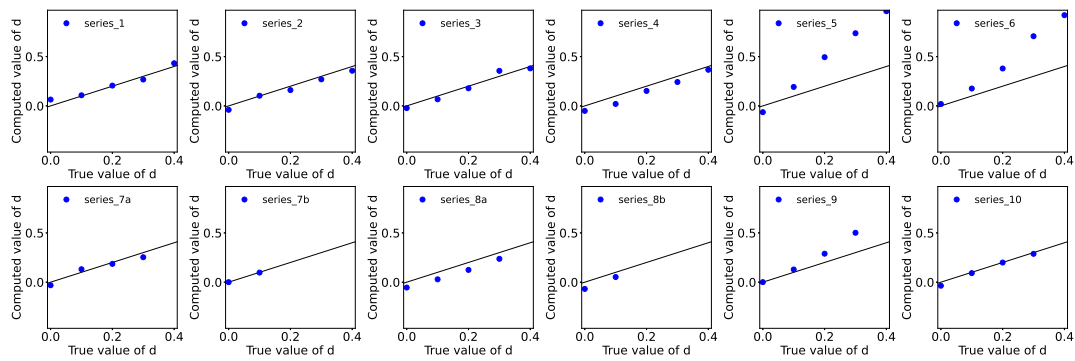 series_1
0.5
0.0
0.0 0.2 0.4
True value of d
Computed value of d
series_2
0.5
0.0
0.0 0.2 0.4
True value of d
Computed value of d
series_3
0.5
0.0
0.0 0.2 0.4
True value of d
Computed value of d
series_4
0.5
0.0
0.0 0.2 0.4
True value of d
Computed value of d
series_5
0.5
0.0
0.0 0.2 0.4
True value of d
Computed value of d
series_6
0.5
0.0
0.0 0.2 0.4
True value of d
Computed value of d
series_7a
0.5
0.0
0.0 0.2 0.4
True value of d
Computed value of d
series_7b
0.5
0.0
0.0 0.2 0.4
True value of d
Computed value of d
series_8a
0.5
0.0
0.0 0.2 0.4
True value of d
Computed value of d
series_8b
0.5
0.0
0.0 0.2 0.4
True value of d
Computed value of d
series_9
0.5
0.0
0.0 0.2 0.4
True value of d
Computed value of d
series_10
0.5
0.0
0.0 0.2 0.4
True value of d
Computed value of d